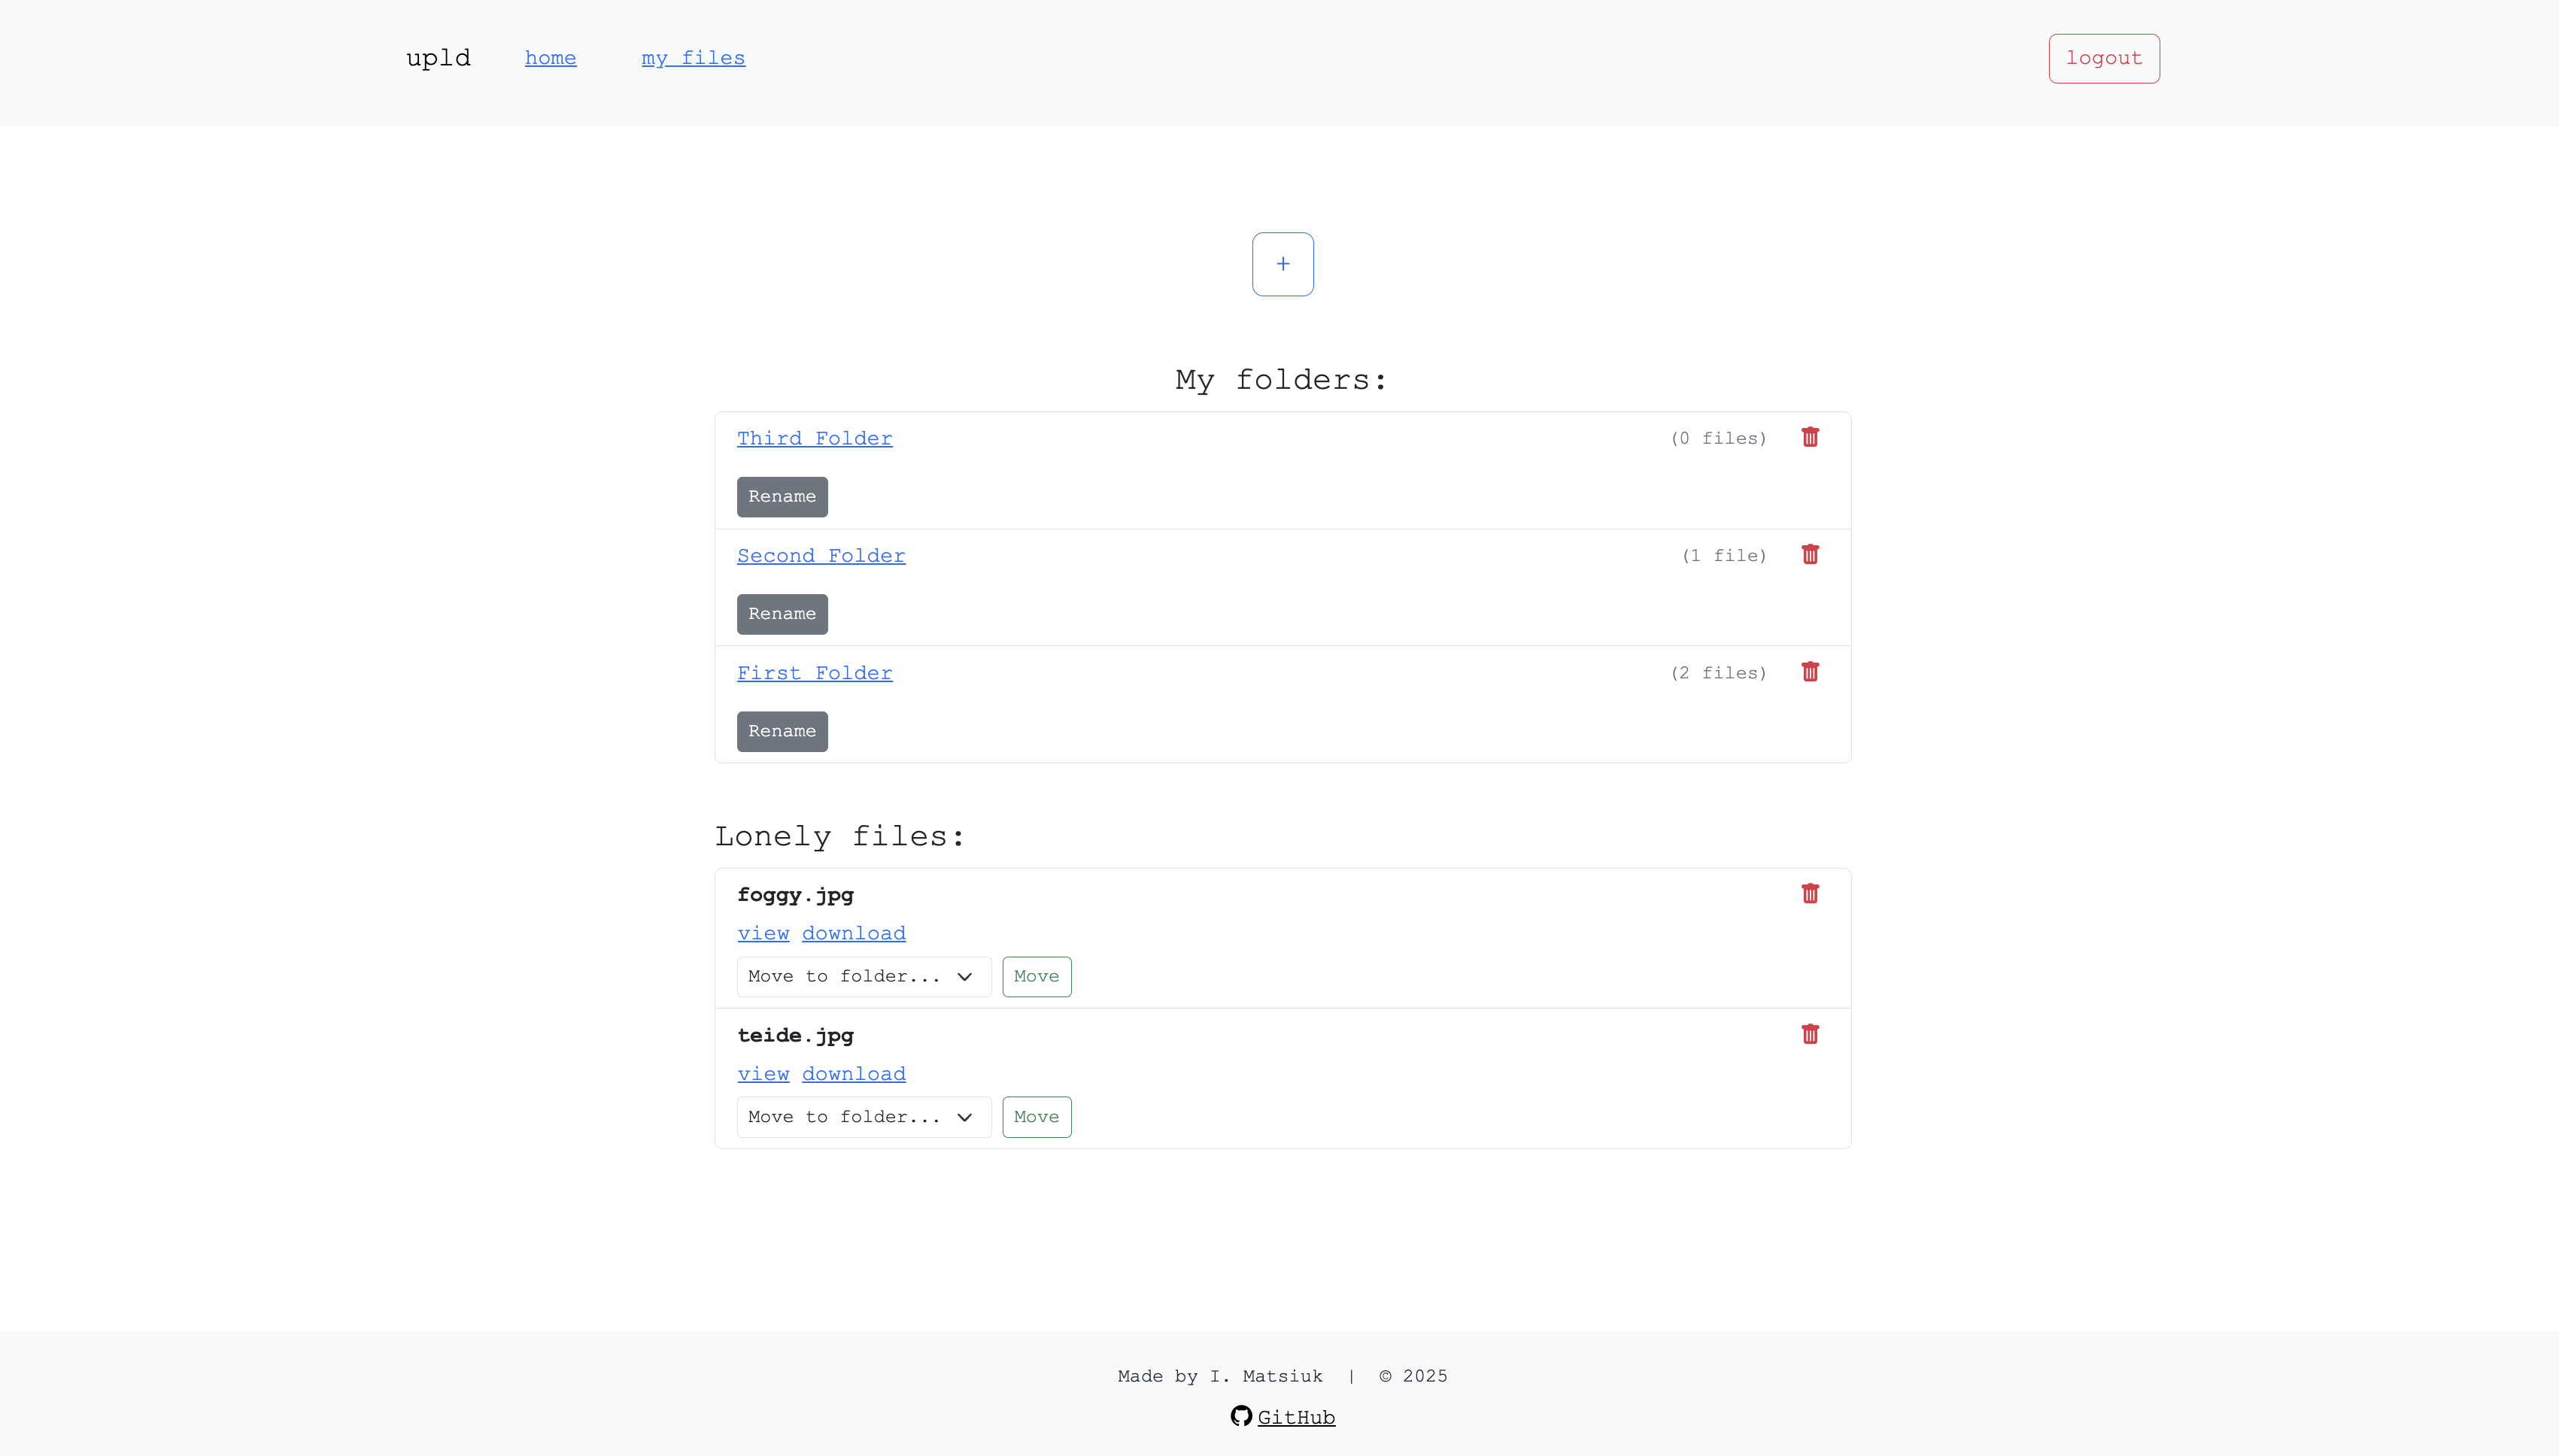 upld home my files logout
+
My folders:
Third Folder (0 files)
Rename
Second Folder (1 file)
Rename
First Folder (2 files)
Rename
Lonely files:
foggy.jpg
view download
Move to folder... Move
teide.jpg
view download
Move to folder... Move
Made by I. Matsiuk | © 2025
GitHub